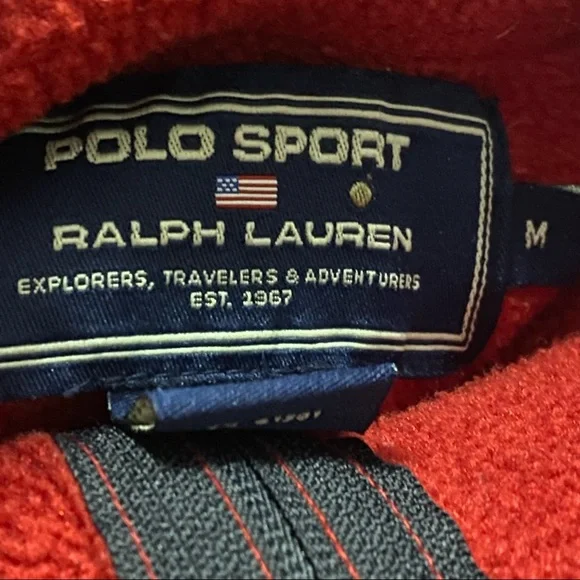 POLO SPORT
RALPH LAUREN
EXPLORERS, TRAVELERS & ADVENTURERS
EST. 1967
M